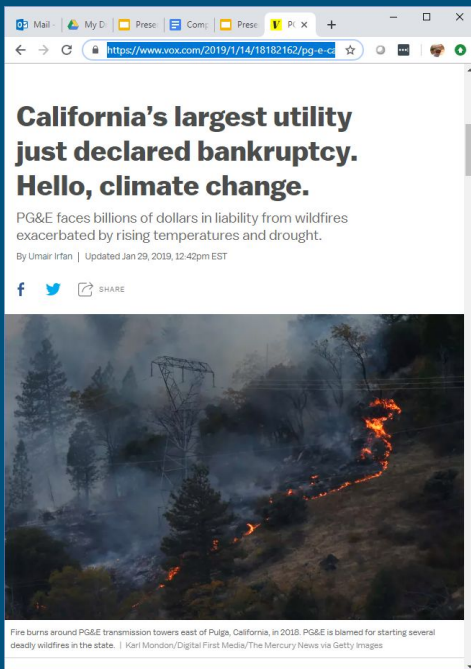 Mail -
My D
Prese
Comp
Prese
P
https://www.vox.com/2019/1/14/18182162/pg-e-ca
California's largest utility
just declared bankruptcy.
Hello, climate change.
PG&E faces billions of dollars in liability from wildfires
exacerbated by rising temperatures and drought.
By Umair Irfan | Updated Jan 29, 2019, 12:42pm EST
SHARE
Fire burns around PG&E transmission towers east of Pulga, California, in 2018. PG&E is blamed for starting several
deadly wildfires in the state. | Karl Mondon/Digital First Media/The Mercury News via Getty Images